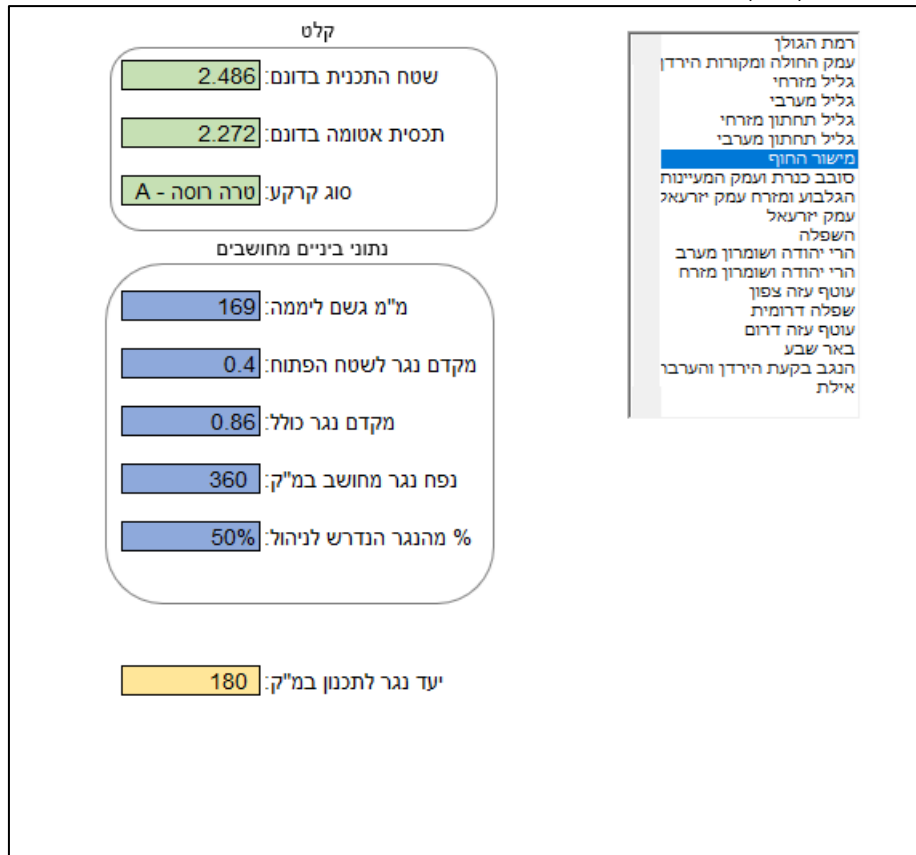 קלט
שטח התכנית בדונם: 2.486
תכסית אטומה בדונם: 2.272
סוג קרקע: טרה רוסה - A
נתוני ביניים מחושבים
מ"מ גשם ליממה: 169
מקדם נגר לשטח הפתוח: 0.4
מקדם נגר כולל: 0.86
נפח נגר מחושב במ"ק: 360
% מהנגר הנדרש לניהול: 50%
יעד נגר לתכנון במ"ק: 180
רמת הגולן
עמק החולה ומקורות הירדן
גליל מזרחי
גליל מערבי
גליל תחתון מזרחי
גליל תחתון מערבי
מישור החוף
סובב כנרת ועמק המעיינות
הגלבוע ומזרח עמק יזרעאל
עמק יזרעאל
השפלה
הרי יהודה ושומרון מערב
הרי יהודה ושומרון מזרח
עוטף עזה צפון
שפלה דרומית
עוטף עזה דרום
באר שבע
הנגב בקעת הירדן והערבה
אילת